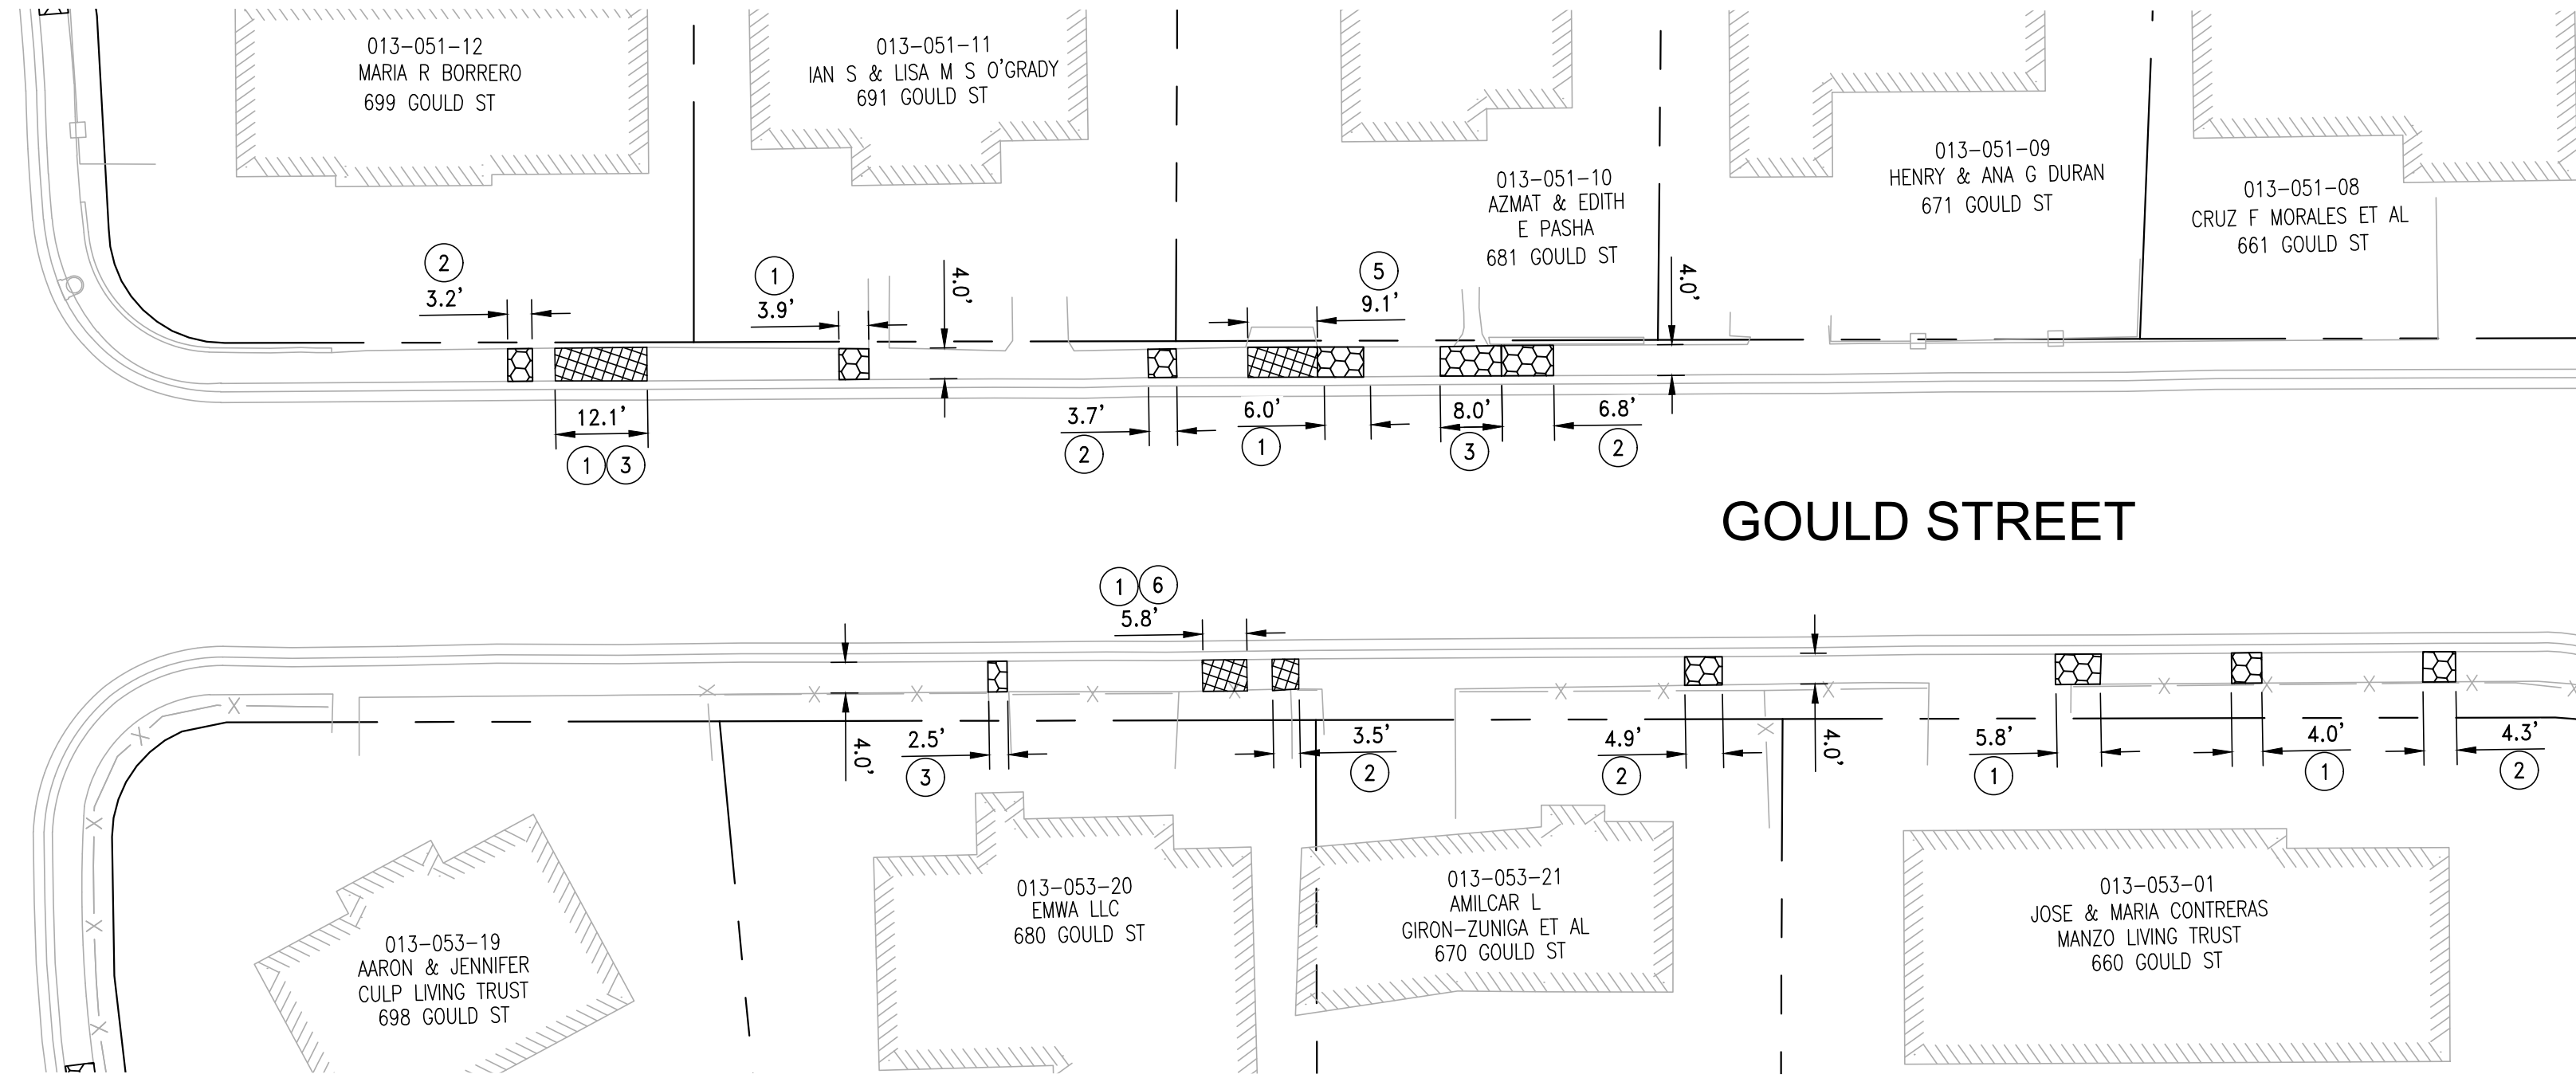 013-051-12
MARIA R BORRERO
699 GOULD ST
013-051-11
IAN S & LISA M S O'GRADY
691 GOULD ST
013-051-10
AZMAT & EDITH
E PASHA
681 GOULD ST
013-051-09
HENRY & ANA G DURAN
671 GOULD ST
013-051-08
CRUZ F MORALES ET AL
661 GOULD ST
2
3.2'
1
3.9'
4.0'
5
9.1'
4.0'
12.1'
1 3
3.7'
2
6.0'
1
8.0'
3
6.8'
2
GOULD STREET
1 6
5.8'
4.0'
2.5'
3
3.5'
2
4.9'
2
4.0'
5.8'
1
4.0'
1
4.3'
2
013-053-19
AARON & JENNIFER
CULP LIVING TRUST
698 GOULD ST
013-053-20
EMWA LLC
680 GOULD ST
013-053-21
AMILCAR L
GIRON-ZUNIGA ET AL
670 GOULD ST
013-053-01
JOSE & MARIA CONTRERAS
MANZO LIVING TRUST
660 GOULD ST